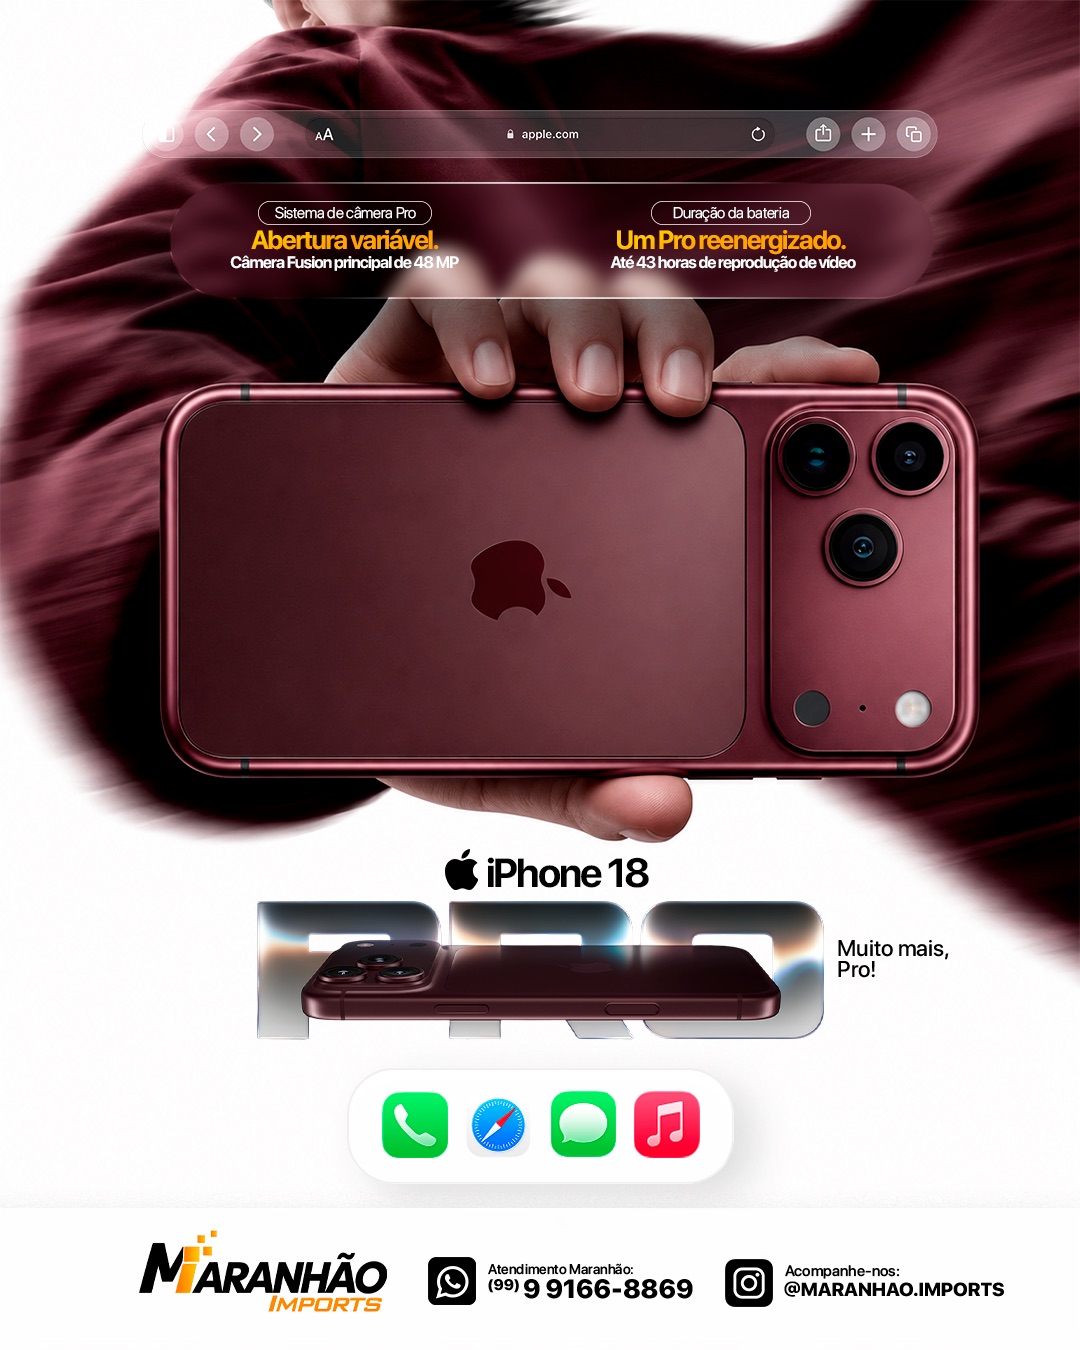 AA
apple.com
Sistema de câmera Pro
Abertura variável.
Câmera Fusion principal de 48 MP
Duração da bateria
Um Pro reenergizado.
Até 43 horas de reprodução de vídeo
iPhone 18
PRO
Muito mais,
Pro!
MARANHÃO
IMPORTS
Atendimento Maranhão:
(99) 9 9166-8869
Acompanhe-nos:
@MARANHAO.IMPORTS